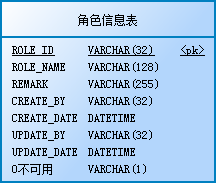 角色信息表
ROLE_ID VARCHAR(32) <pk>
ROLE_NAME VARCHAR(128)
REMARK VARCHAR(255)
CREATE_BY VARCHAR(32)
CREATE_DATE DATETIME
UPDATE_BY VARCHAR(32)
UPDATE_DATE DATETIME
0不可用 VARCHAR(1)